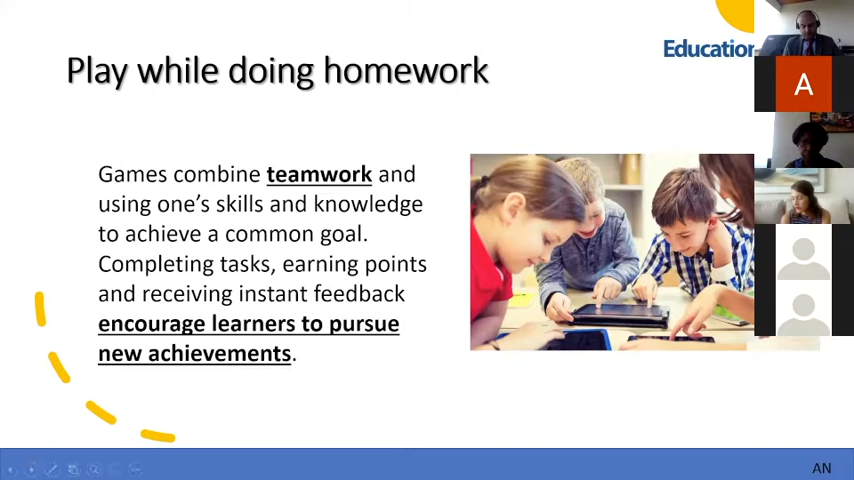 Play while doing homework
Education
A
Games combine teamwork and
using one’s skills and knowledge
to achieve a common goal.
Completing tasks, earning points
and receiving instant feedback
encourage learners to pursue
new achievements.
AN